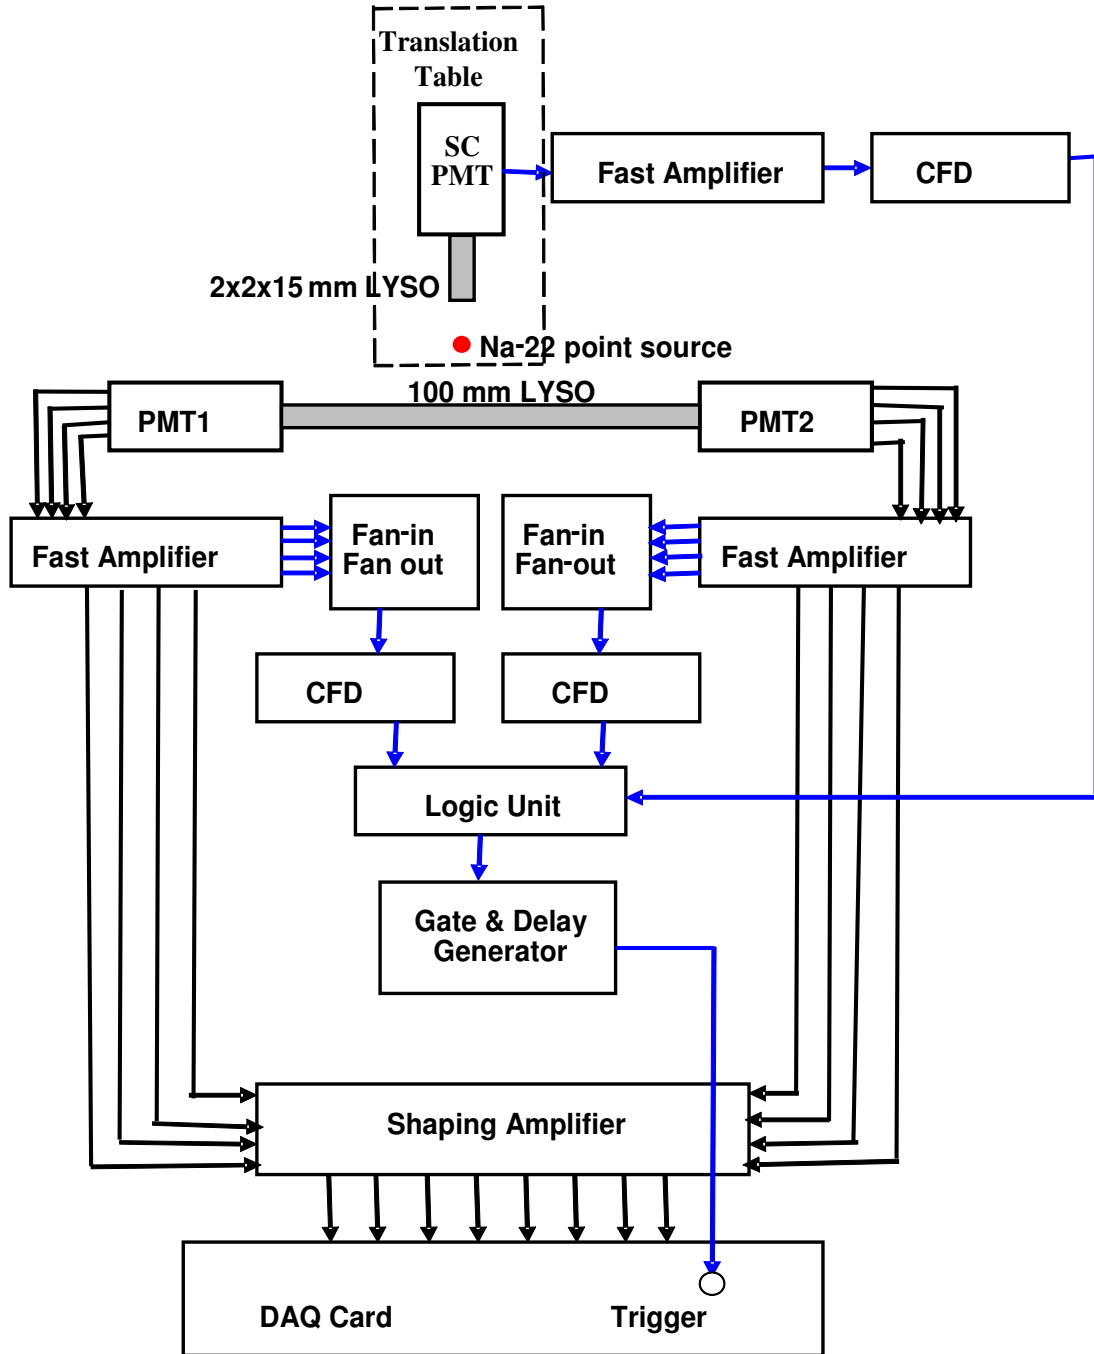 Translation
Table
SC
PMT
Fast Amplifier
CFD
2x2x15 mm LYSO
Na-22 point source
100 mm LYSO
PMT1
PMT2
Fast Amplifier
Fan-in
Fan out
Fan-in
Fan-out
Fast Amplifier
CFD
CFD
Logic Unit
Gate & Delay
Generator
Shaping Amplifier
DAQ Card
Trigger